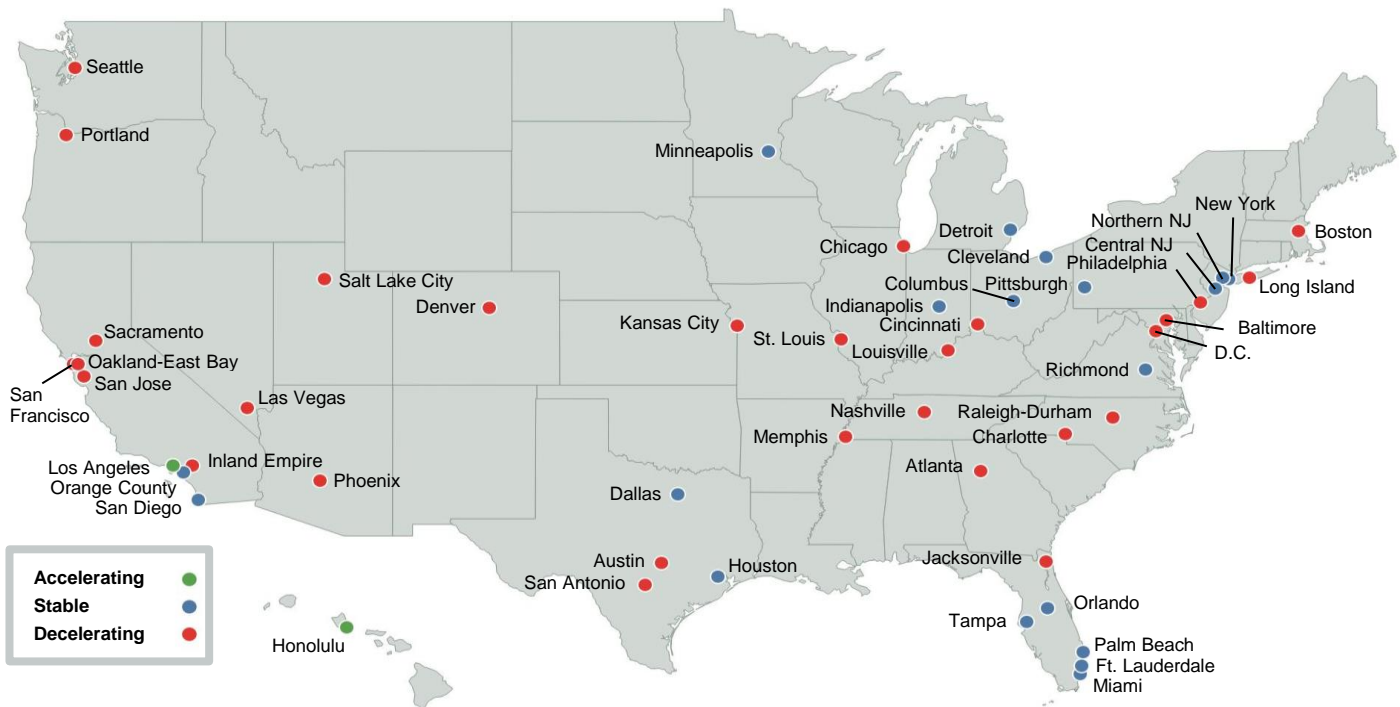 Seattle
Portland
Minneapolis
New York
Northern NJ
Detroit
Boston
Chicago
Central NJ
Cleveland
Philadelphia
Salt Lake City
Columbus
Pittsburgh
Long Island
Denver
Indianapolis
Kansas City
Cincinnati
Baltimore
Sacramento
St. Louis
Louisville
D.C.
Oakland-East Bay
San Jose
Richmond
San
Francisco
Las Vegas
Nashville
Raleigh-Durham
Memphis
Charlotte
Los Angeles
Inland Empire
Atlanta
Orange County
Phoenix
San Diego
Dallas
Austin
Houston
Jacksonville
San Antonio
Accelerating
Stable
Decelerating
Orlando
Tampa
Honolulu
Palm Beach
Ft. Lauderdale
Miami